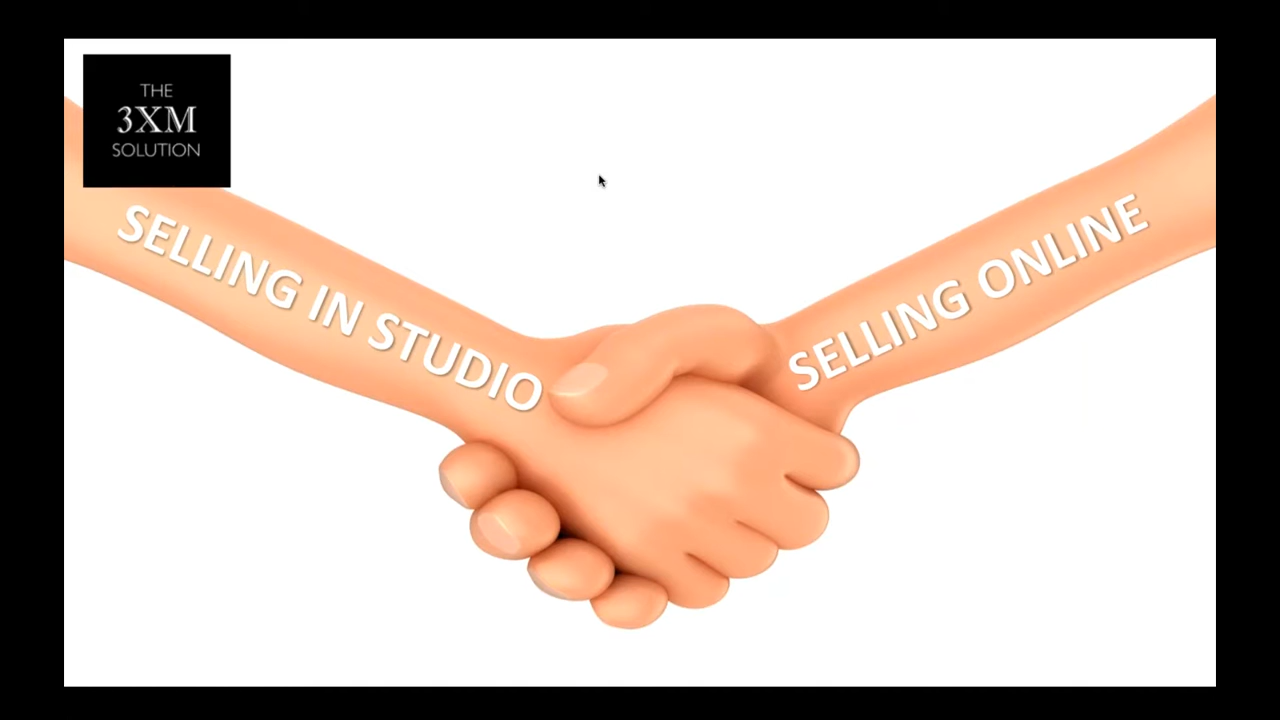 THE
3XM
SOLUTION
SELLING IN STUDIO
SELLING ONLINE